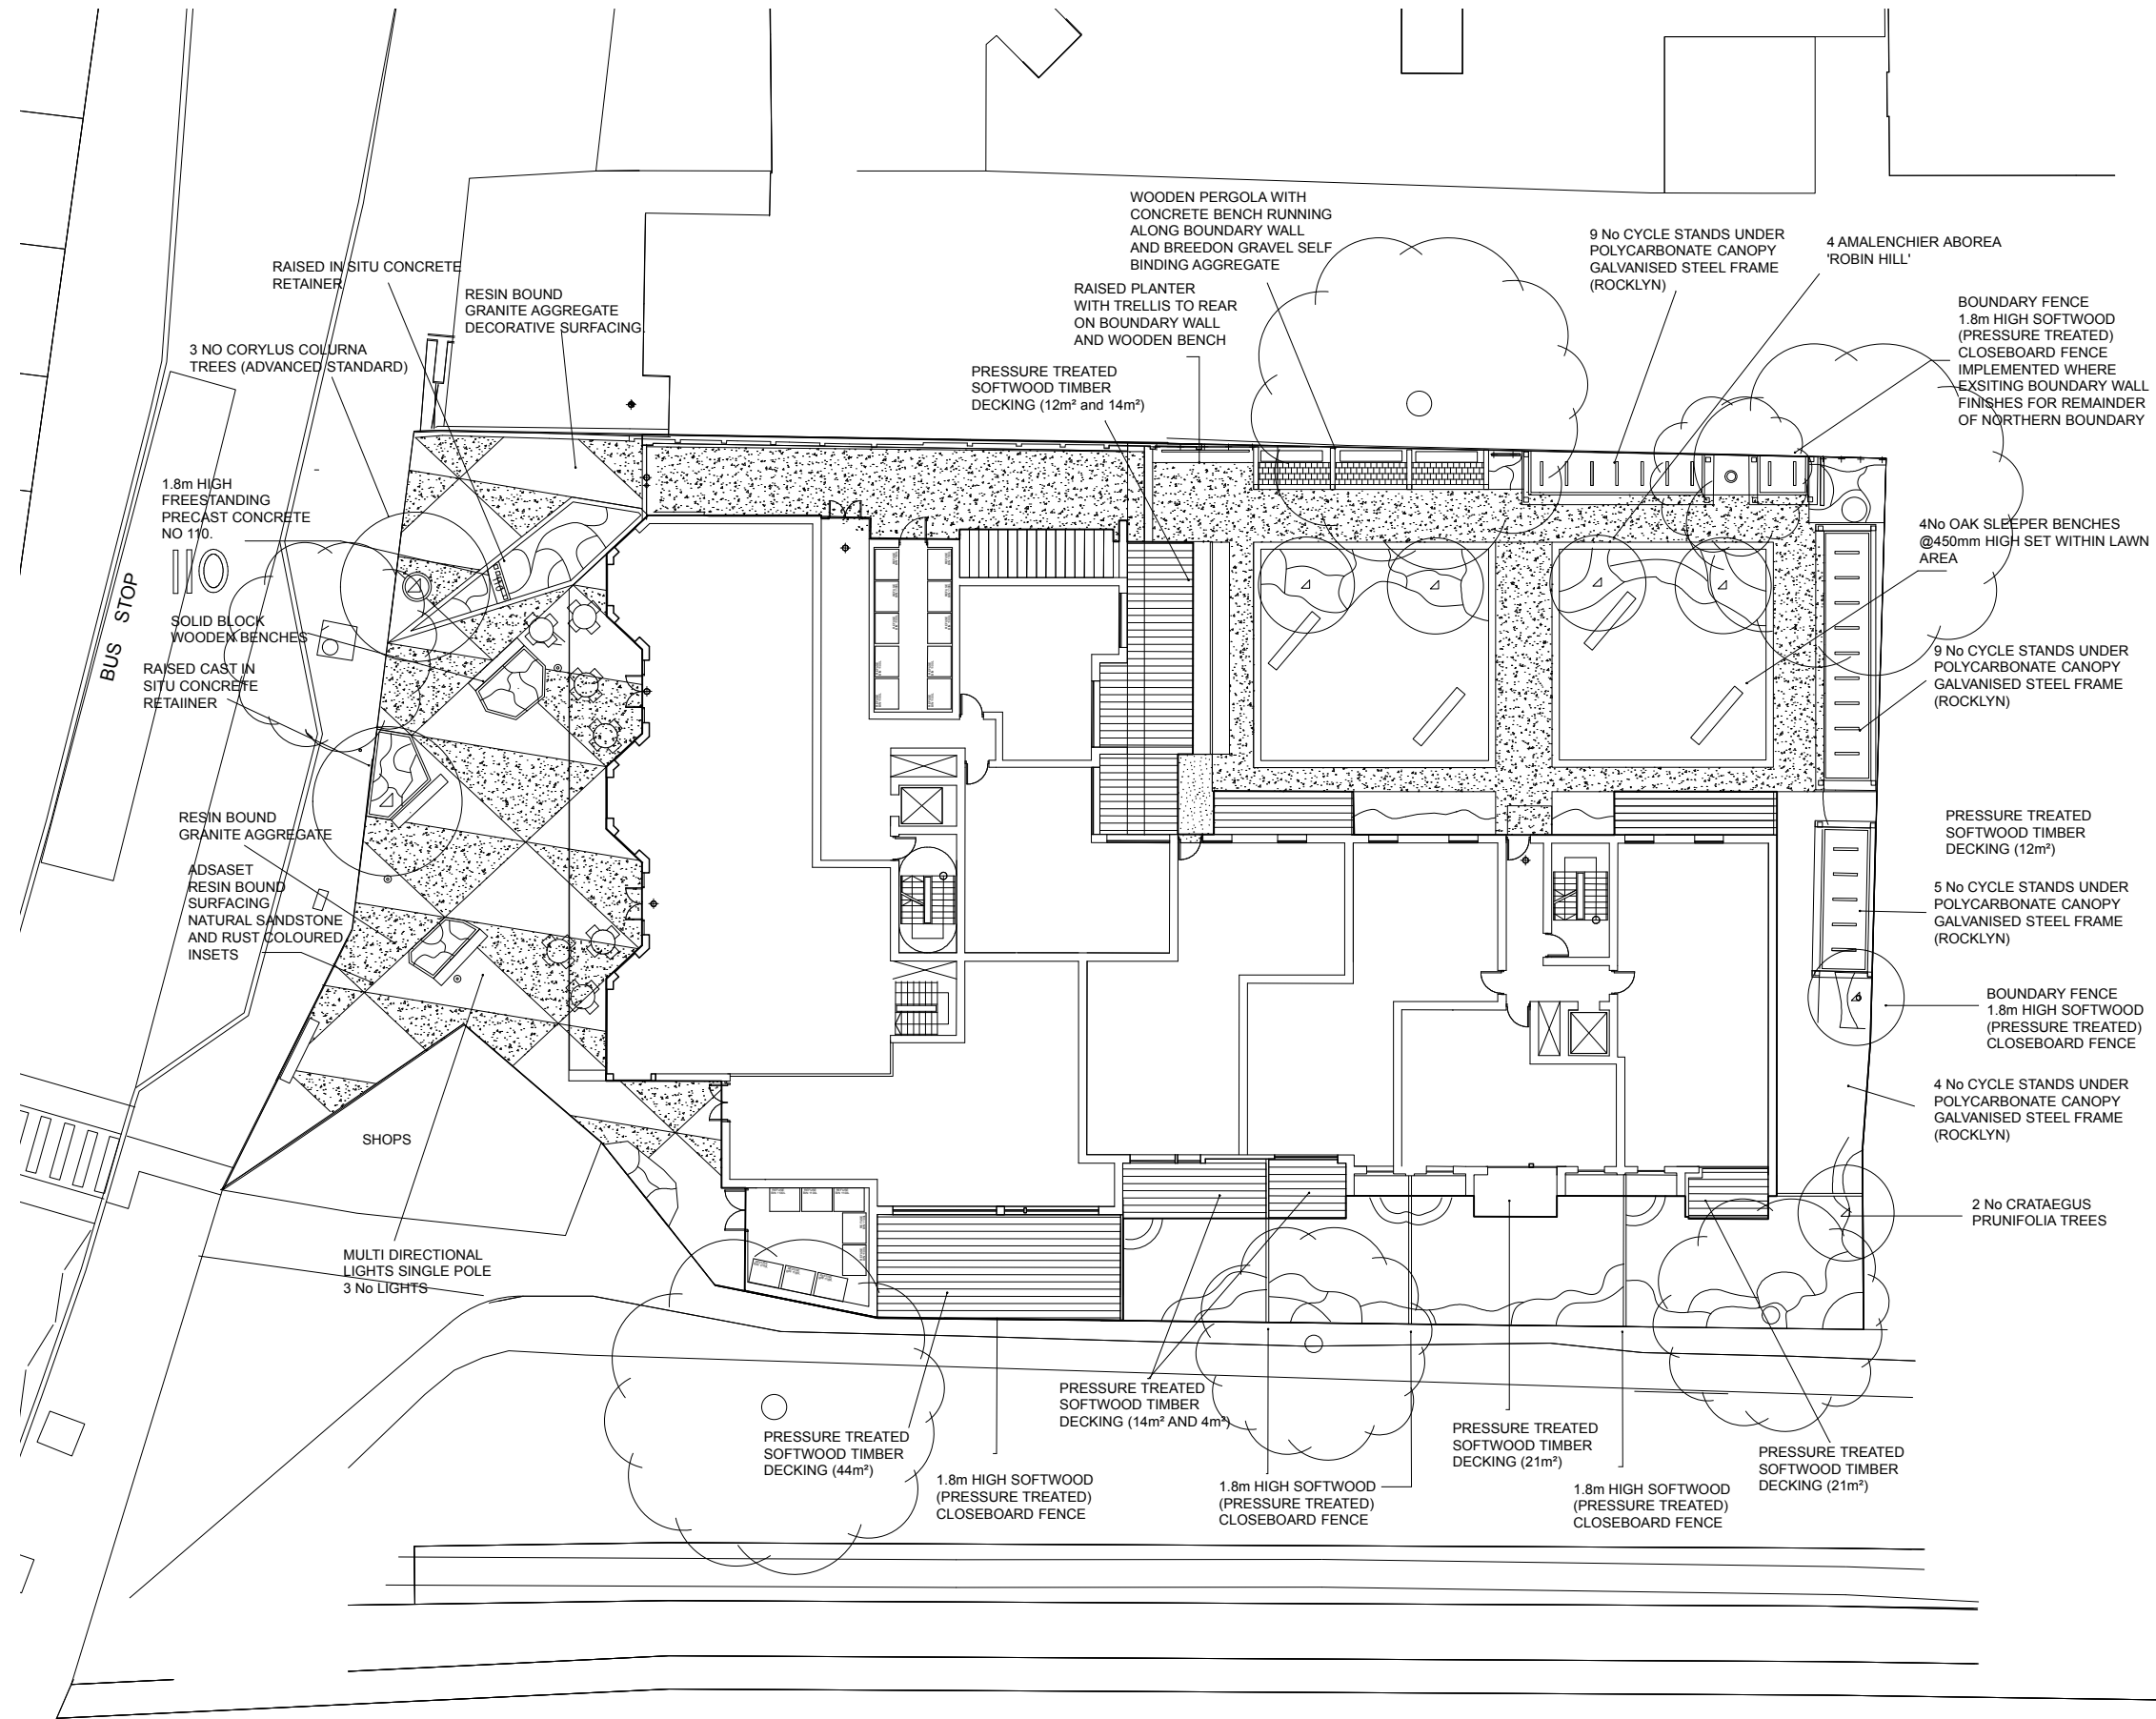 WOODEN PERGOLA WITH
CONCRETE BENCH RUNNING
ALONG BOUNDARY WALL
AND BREEDON GRAVEL SELF
BINDING AGGREGATE
9 No CYCLE STANDS UNDER
POLYCARBONATE CANOPY
GALVANISED STEEL FRAME
(ROCKLYN)
4 AMALENCHIER ABOREA
'ROBIN HILL'
RAISED IN SITU CONCRETE
RETAINER
RESIN BOUND
GRANITE AGGREGATE
DECORATIVE SURFACING
RAISED PLANTER
WITH TRELLIS TO REAR
ON BOUNDARY WALL
AND WOODEN BENCH
BOUNDARY FENCE
1.8m HIGH SOFTWOOD
(PRESSURE TREATED)
CLOSEBOARD FENCE
IMPLEMENTED WHERE
EXSITING BOUNDARY WALL
FINISHES FOR REMAINDER
OF NORTHERN BOUNDARY
3 NO CORYLUS COLURNA
TREES (ADVANCED STANDARD)
PRESSURE TREATED
SOFTWOOD TIMBER
DECKING (12m² and 14m²)
1.8m HIGH
FREESTANDING
PRECAST CONCRETE
NO 110.
4No OAK SLEEPER BENCHES
@450mm HIGH SET WITHIN LAWN
AREA
BUS STOP
SOLID BLOCK
WOODEN BENCHES
RAISED CAST IN
SITU CONCRETE
RETAIINER
9 No CYCLE STANDS UNDER
POLYCARBONATE CANOPY
GALVANISED STEEL FRAME
(ROCKLYN)
RESIN BOUND
GRANITE AGGREGATE
PRESSURE TREATED
SOFTWOOD TIMBER
DECKING (12m²)
ADSASET
RESIN BOUND
SURFACING
NATURAL SANDSTONE
AND RUST COLOURED
INSETS
5 No CYCLE STANDS UNDER
POLYCARBONATE CANOPY
GALVANISED STEEL FRAME
(ROCKLYN)
BOUNDARY FENCE
1.8m HIGH SOFTWOOD
(PRESSURE TREATED)
CLOSEBOARD FENCE
4 No CYCLE STANDS UNDER
POLYCARBONATE CANOPY
GALVANISED STEEL FRAME
(ROCKLYN)
SHOPS
2 No CRATAEGUS
PRUNIFOLIA TREES
MULTI DIRECTIONAL
LIGHTS SINGLE POLE
3 No LIGHTS
PRESSURE TREATED
SOFTWOOD TIMBER
DECKING (14m² AND 4m²)
PRESSURE TREATED
SOFTWOOD TIMBER
DECKING (44m²)
PRESSURE TREATED
SOFTWOOD TIMBER
DECKING (21m²)
PRESSURE TREATED
SOFTWOOD TIMBER
DECKING (21m²)
1.8m HIGH SOFTWOOD
(PRESSURE TREATED)
CLOSEBOARD FENCE
1.8m HIGH SOFTWOOD
(PRESSURE TREATED)
CLOSEBOARD FENCE
1.8m HIGH SOFTWOOD
(PRESSURE TREATED)
CLOSEBOARD FENCE